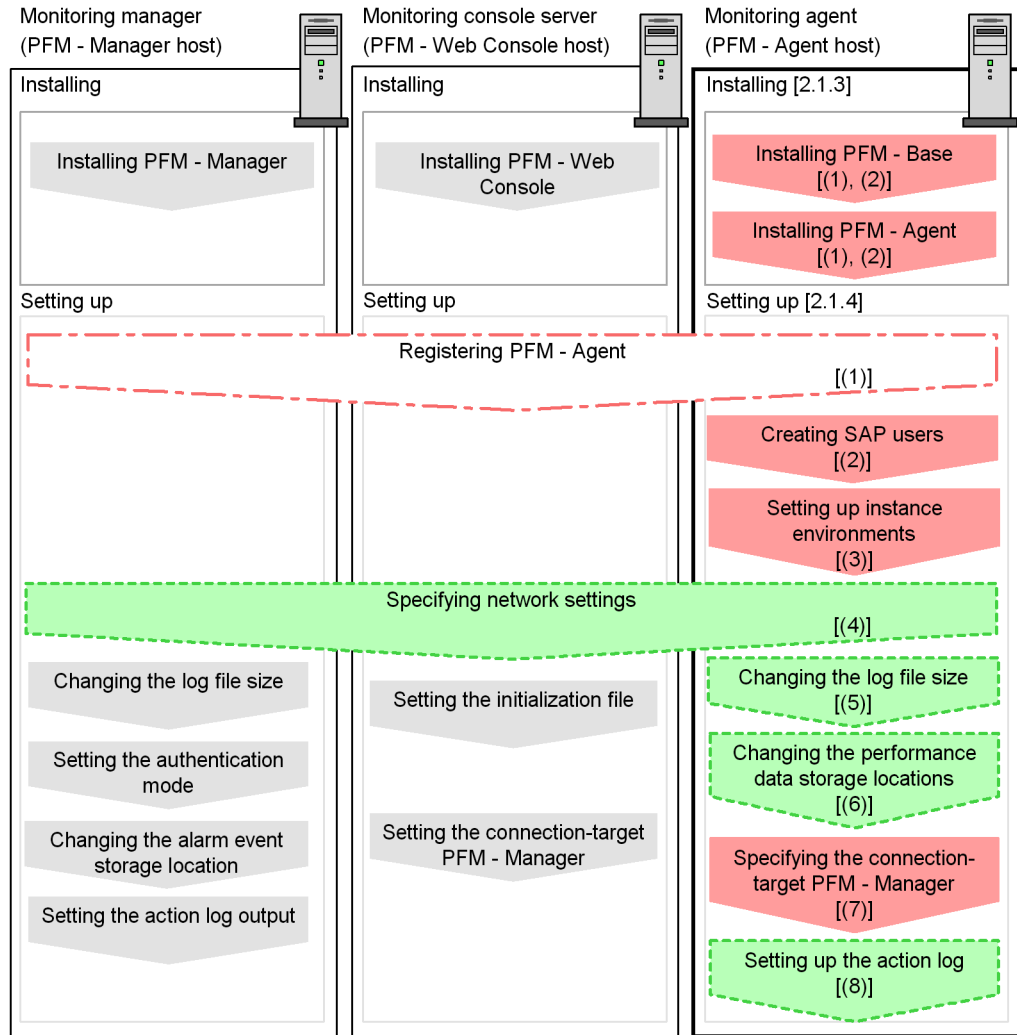 Monitoring manager
(PFM - Manager host)
Monitoring console server
(PFM - Web Console host)
Monitoring agent
(PFM - Agent host)
Installing
Installing
Installing [2.1.3]
Installing PFM - Manager
Installing PFM - Web
Console
Installing PFM - Base
[(1), (2)]
Installing PFM - Agent
[(1), (2)]
Setting up
Setting up
Setting up [2.1.4]
Registering PFM - Agent
[(1)]
Creating SAP users
[(2)]
Setting up instance
environments
[(3)]
Specifying network settings
[(4)]
Changing the log file size
Setting the authentication
mode
Changing the alarm event
storage location
Setting the action log output
Setting the initialization file
Setting the connection-target
PFM - Manager
Changing the log file size
[(5)]
Changing the performance
data storage locations
[(6)]
Specifying the connection-
target PFM - Manager
[(7)]
Setting up the action log
[(8)]